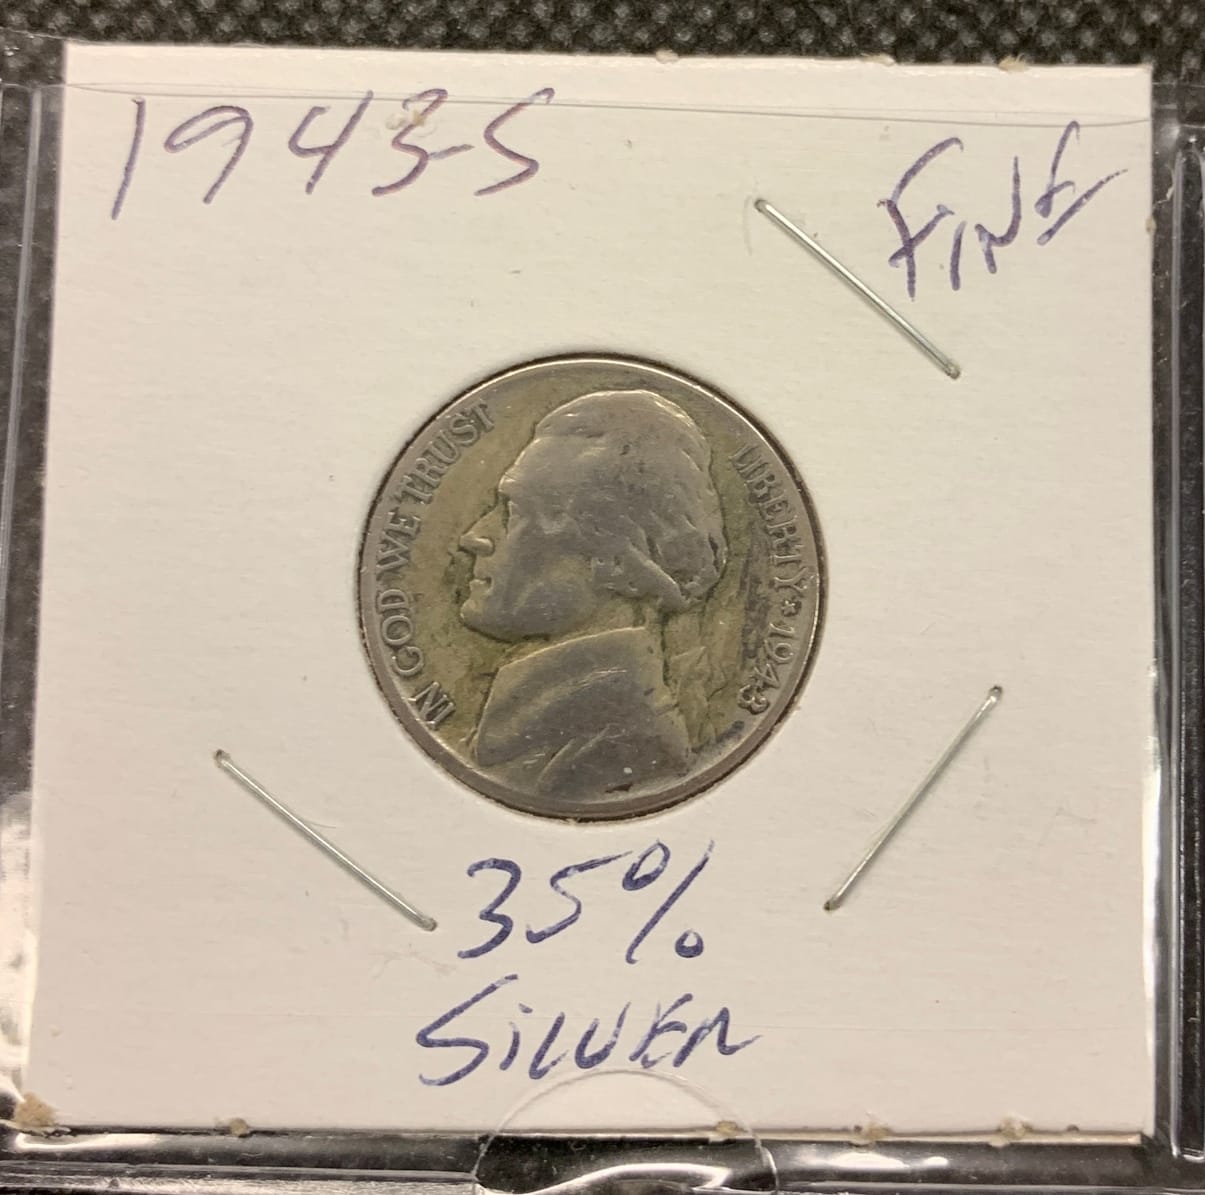 1943-S
FINE
IN GOD WE TRUST
LIBERTY ★ 1943
35%
SILVER